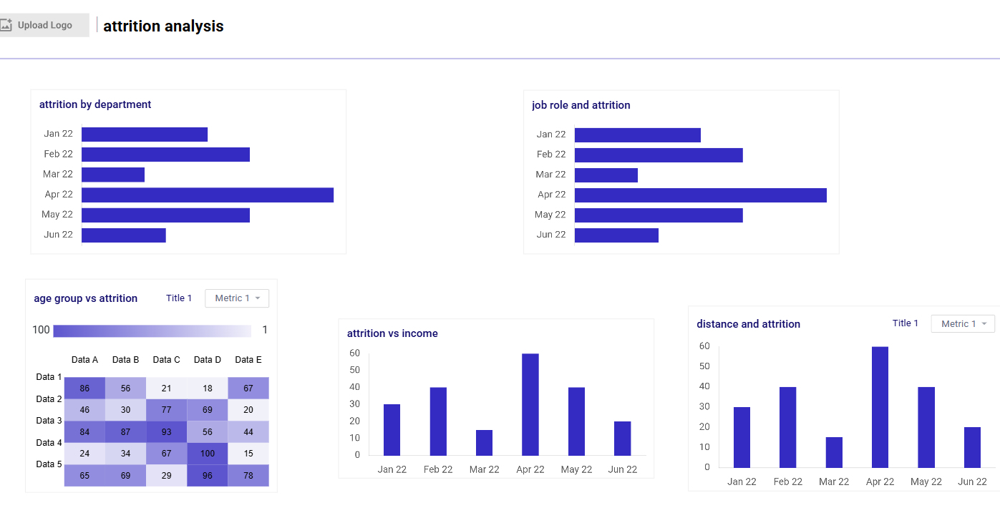 Upload Logo
attrition analysis
attrition by department
Jan 22
Feb 22
Mar 22
Apr 22
May 22
Jun 22
job role and attrition
Jan 22
Feb 22
Mar 22
Apr 22
May 22
Jun 22
age group vs attrition Title 1 Metric 1
100 1
Data A Data B Data C Data D Data E
Data 1 86 56 21 18 67
Data 2 46 30 77 69 20
Data 3 84 87 93 56 44
Data 4 24 34 67 100 15
Data 5 65 69 29 96 78
attrition vs income
60
50
40
30
20
10
0
Jan 22 Feb 22 Mar 22 Apr 22 May 22 Jun 22
distance and attrition Title 1 Metric 1
60
50
40
30
20
10
0
Jan 22 Feb 22 Mar 22 Apr 22 May 22 Jun 22